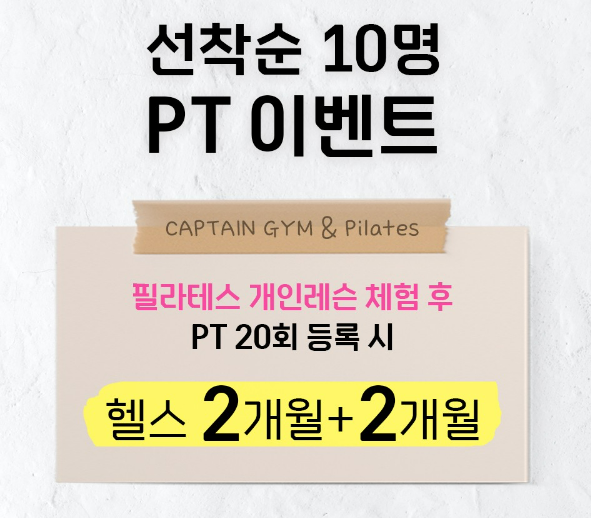 선착순 10명
PT 이벤트
CAPTAIN GYM & Pilates
필라테스 개인레슨 체험 후
PT 20회 등록 시
헬스 2개월+2개월